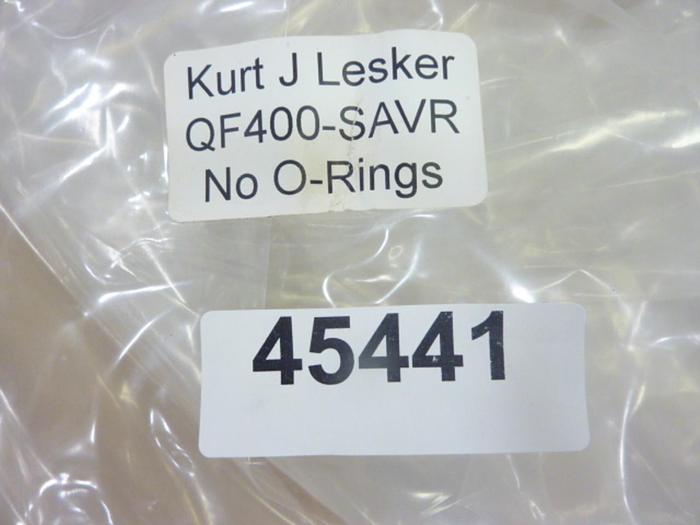 Kurt J Lesker
QF400-SAVR
No O-Rings
45441